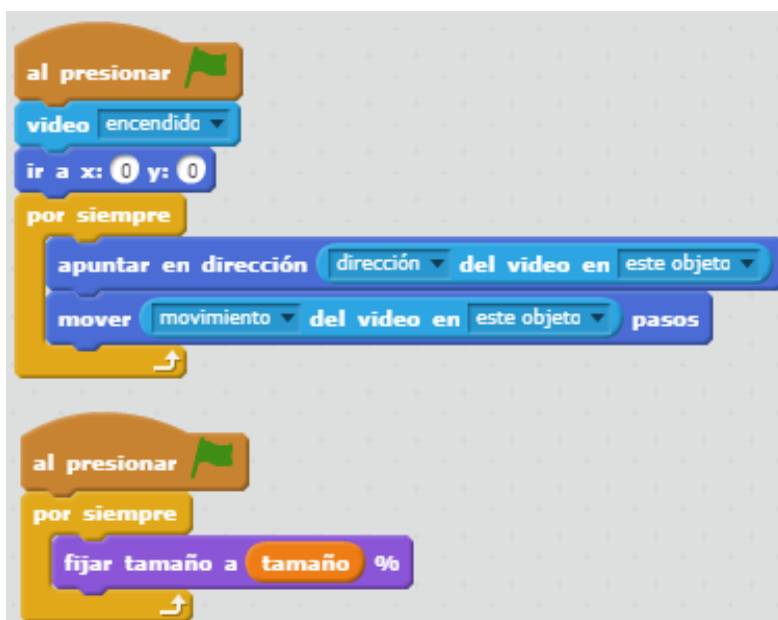 al presionar
video encendido
ir a x: 0 y: 0
por siempre
apuntar en dirección dirección del video en este objeto
mover movimiento del video en este objeto pasos
al presionar
por siempre
fijar tamaño a tamaño %